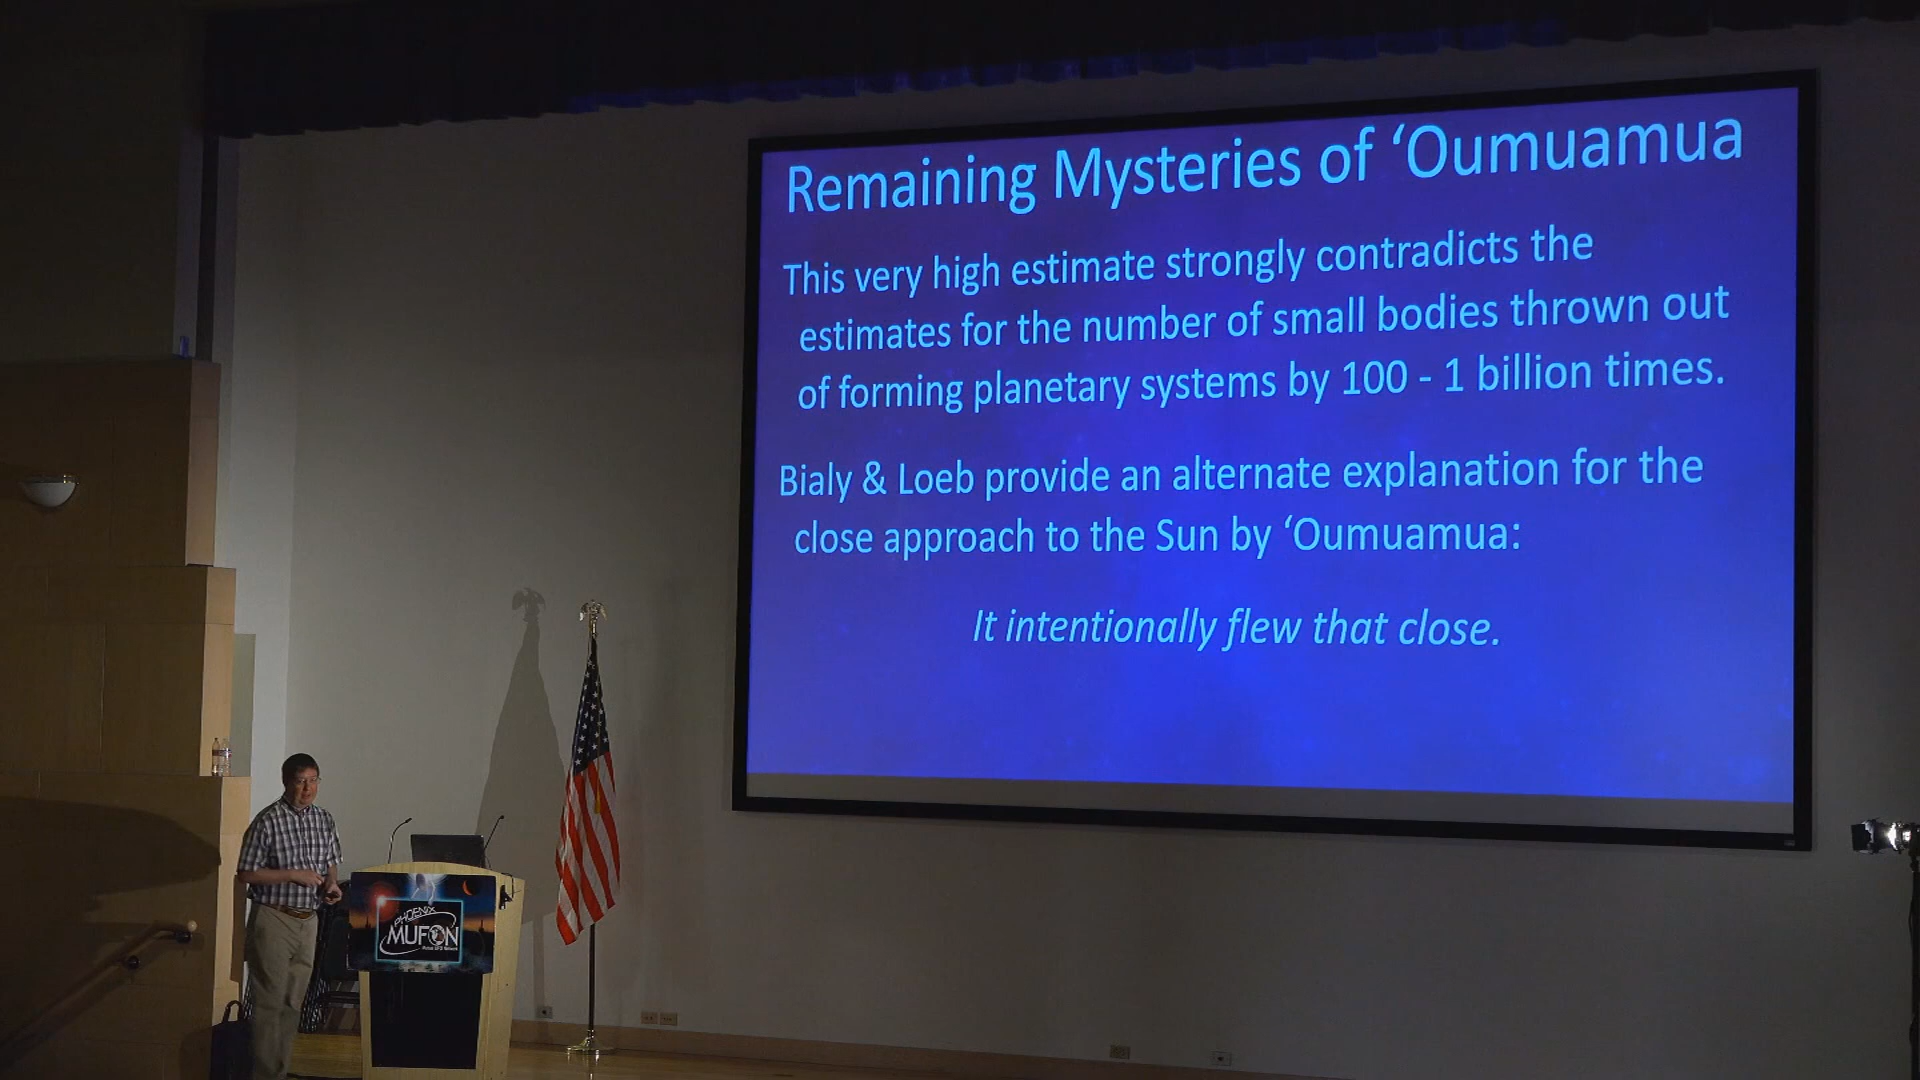 Remaining Mysteries of ‘Oumuamua
This very high estimate strongly contradicts the
estimates for the number of small bodies thrown out
of forming planetary systems by 100 - 1 billion times.
Bialy & Loeb provide an alternate explanation for the
close approach to the Sun by ‘Oumuamua:
It intentionally flew that close.
PHOENIX
MUFON